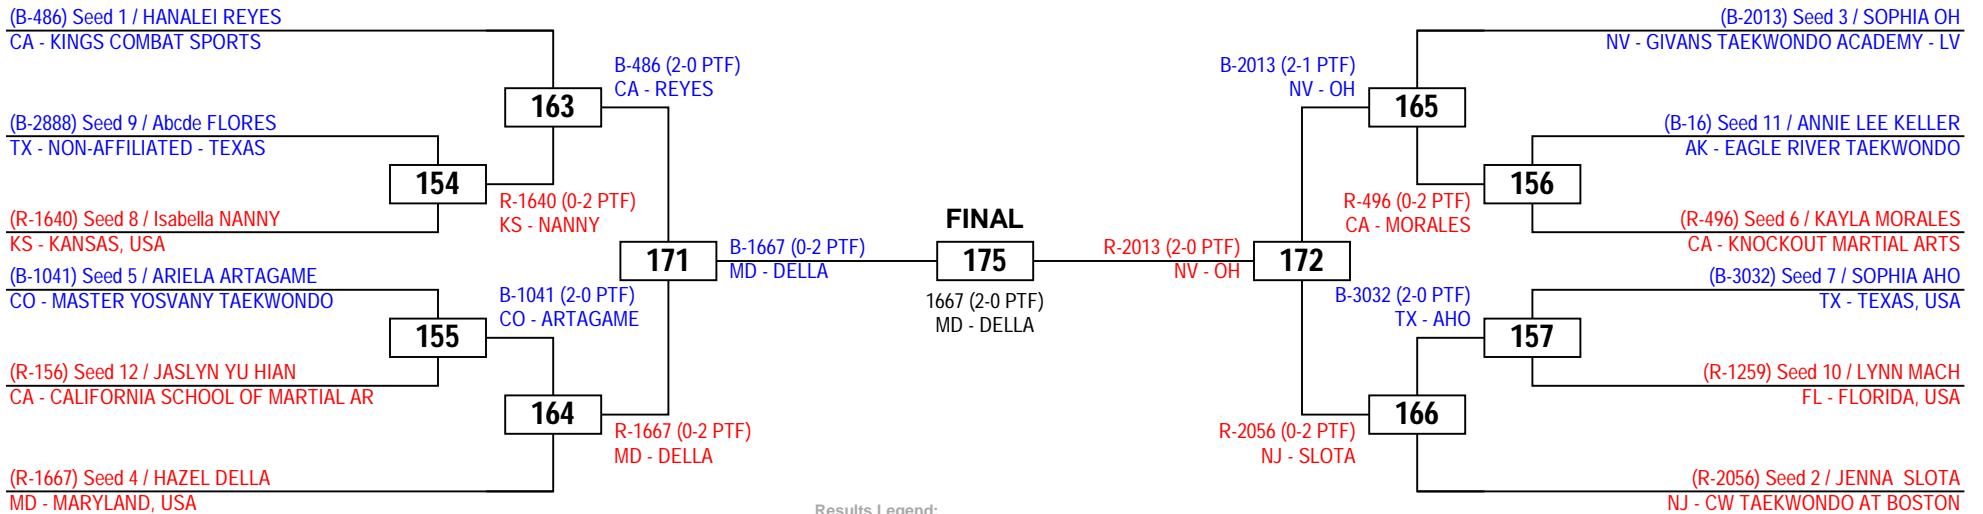 (B-486) Seed 1 / HANALEI REYES
CA - KINGS COMBAT SPORTS
B-486 (2-0 PTF)
CA - REYES
163
(B-2888) Seed 9 / Abcde FLORES
TX - NON-AFFILIATED - TEXAS
154
R-1640 (0-2 PTF)
KS - NANNY
(R-1640) Seed 8 / Isabella NANNY
KS - KANSAS, USA
171
B-1667 (0-2 PTF)
MD - DELLA
(B-1041) Seed 5 / ARIELA ARTAGAME
CO - MASTER YOSVANY TAEKWONDO
B-1041 (2-0 PTF)
CO - ARTAGAME
155
(R-156) Seed 12 / JASLYN YU HIAN
CA - CALIFORNIA SCHOOL OF MARTIAL AR
164
R-1667 (0-2 PTF)
MD - DELLA
(R-1667) Seed 4 / HAZEL DELLA
MD - MARYLAND, USA
FINAL
175
1667 (2-0 PTF)
MD - DELLA
(B-2013) Seed 3 / SOPHIA OH
NV - GIVANS TAEKWONDO ACADEMY - LV
B-2013 (2-1 PTF)
NV - OH
165
(B-16) Seed 11 / ANNIE LEE KELLER
AK - EAGLE RIVER TAEKWONDO
156
R-496 (0-2 PTF)
CA - MORALES
(R-496) Seed 6 / KAYLA MORALES
CA - KNOCKOUT MARTIAL ARTS
R-2013 (2-0 PTF)
NV - OH
172
(B-3032) Seed 7 / SOPHIA AHO
TX - TEXAS, USA
B-3032 (2-0 PTF)
TX - AHO
157
(R-1259) Seed 10 / LYNN MACH
FL - FLORIDA, USA
166
R-2056 (0-2 PTF)
NJ - SLOTA
(R-2056) Seed 2 / JENNA SLOTA
NJ - CW TAEKWONDO AT BOSTON
Results Legend: